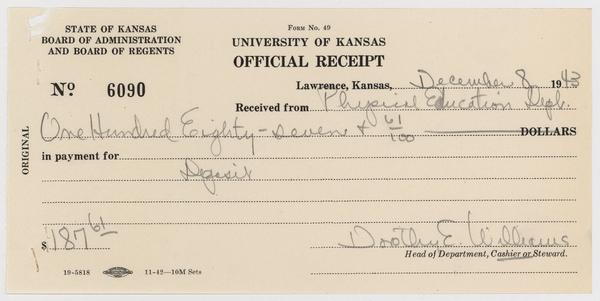 STATE OF KANSAS
BOARD OF ADMINISTRATION
AND BOARD OF REGENTS
Form No. 49
UNIVERSITY OF KANSAS
OFFICIAL RECEIPT
No 6090
Lawrence, Kansas, December 8, 1943
Received from Physical Education Dept.
One Hundred Eighty-seven & 61/100 DOLLARS
in payment for
Deposit
ORIGINAL
$187 61
Dorothy E. Williams
Head of Department, Cashier or Steward.
19-5818 11-42—10M Sets